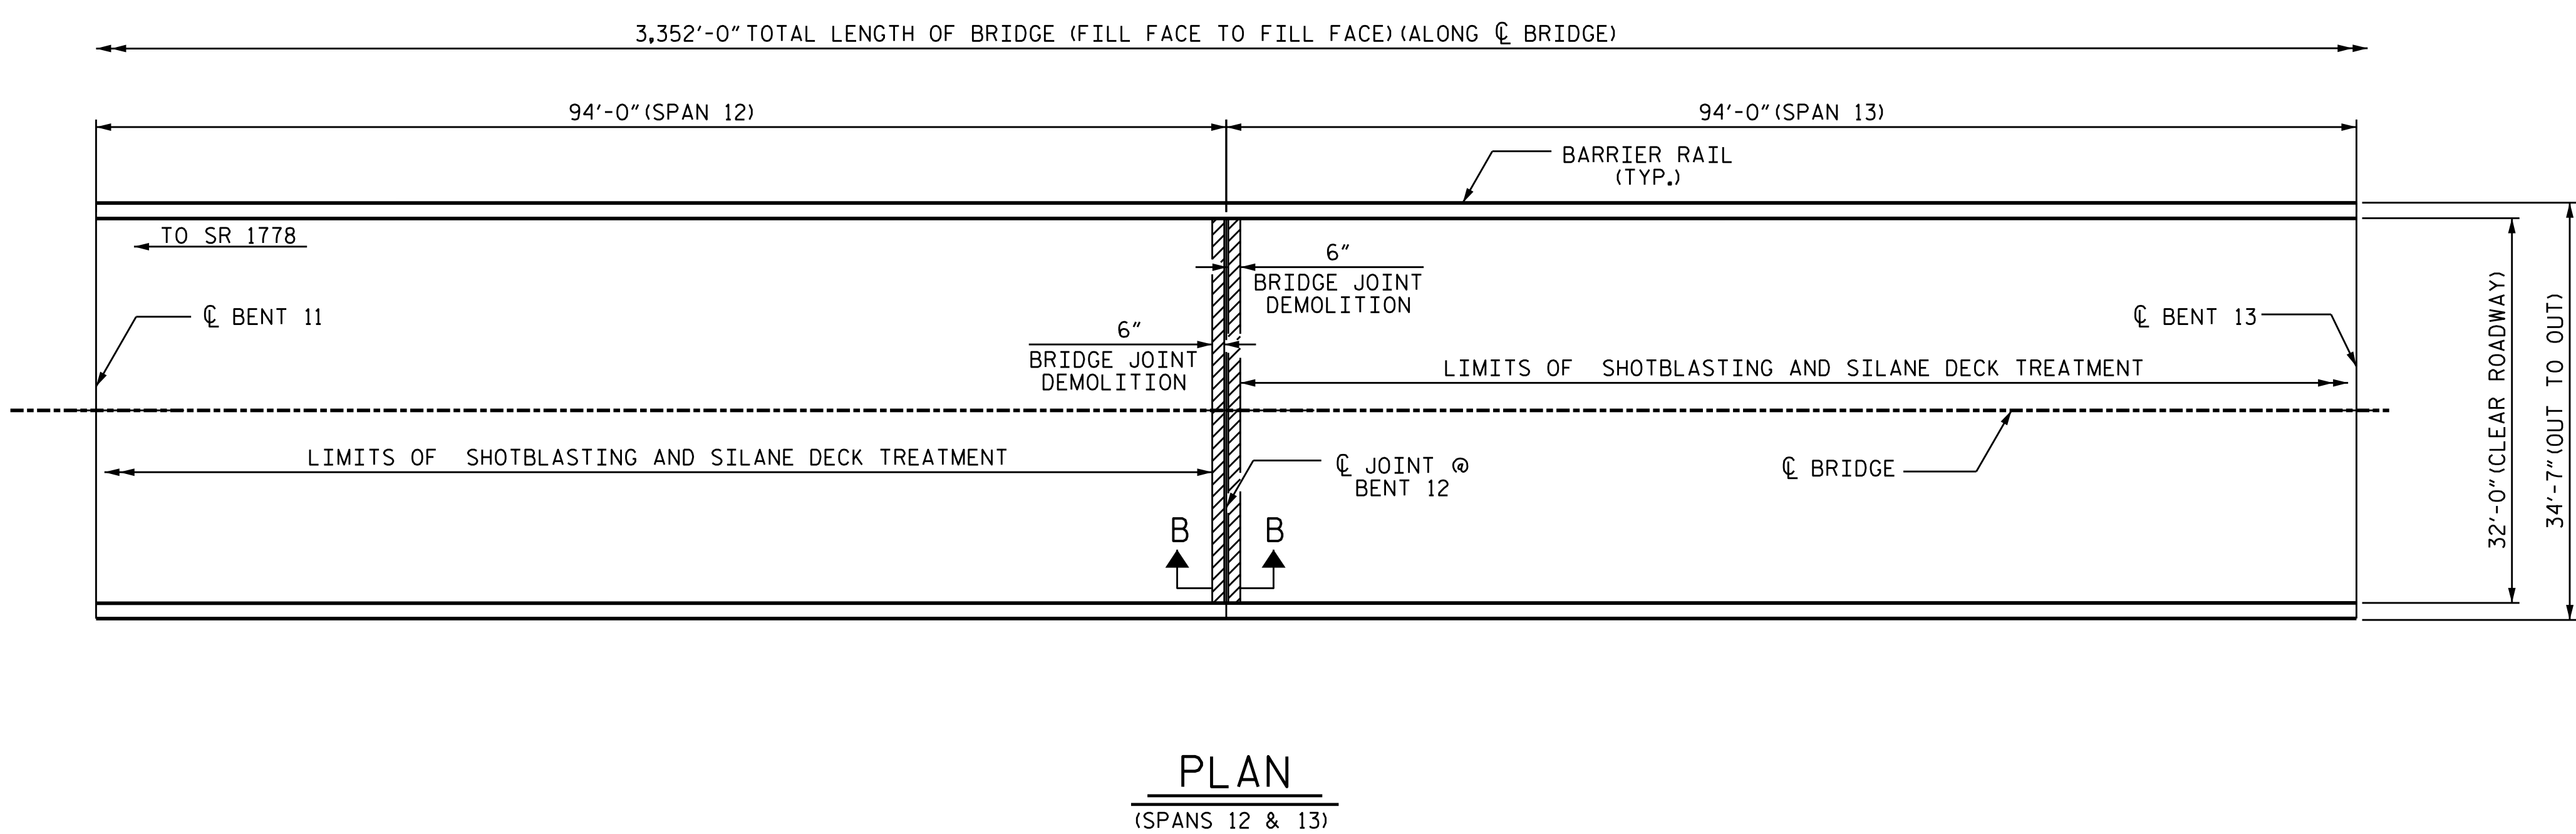 3,352'-0" TOTAL LENGTH OF BRIDGE (FILL FACE TO FILL FACE) (ALONG ℄ BRIDGE)
94'-0" (SPAN 12)
94'-0" (SPAN 13)
BARRIER RAIL
(TYP.)
TO SR 1778
6"
BRIDGE JOINT
DEMOLITION
℄ BENT 11
℄ BENT 13
6"
BRIDGE JOINT
DEMOLITION
LIMITS OF SHOTBLASTING AND SILANE DECK TREATMENT
32'-0" (CLEAR ROADWAY)
34'-7" (OUT TO OUT)
LIMITS OF SHOTBLASTING AND SILANE DECK TREATMENT
℄ JOINT @
BENT 12
℄ BRIDGE
B
B
PLAN
(SPANS 12 & 13)